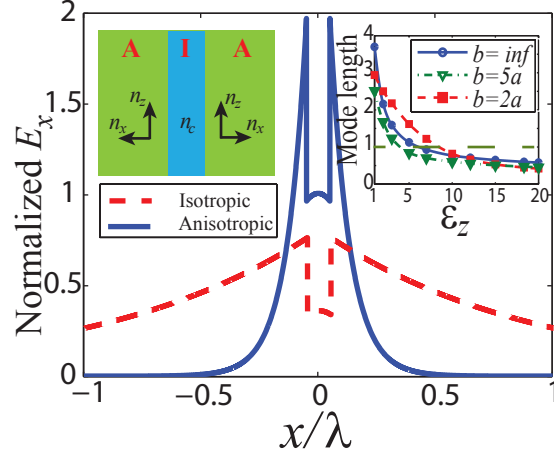 2
1.5
1
0.5
0
Normalized E_x
−1
−0.5
0
0.5
1
x/λ
A I A
n_z n_z
n_x n_c n_x
Isotropic
Anisotropic
4
3
2
1
0
Mode length
1 5 10 15 20
ε_z
b= inf
b=5a
b=2a